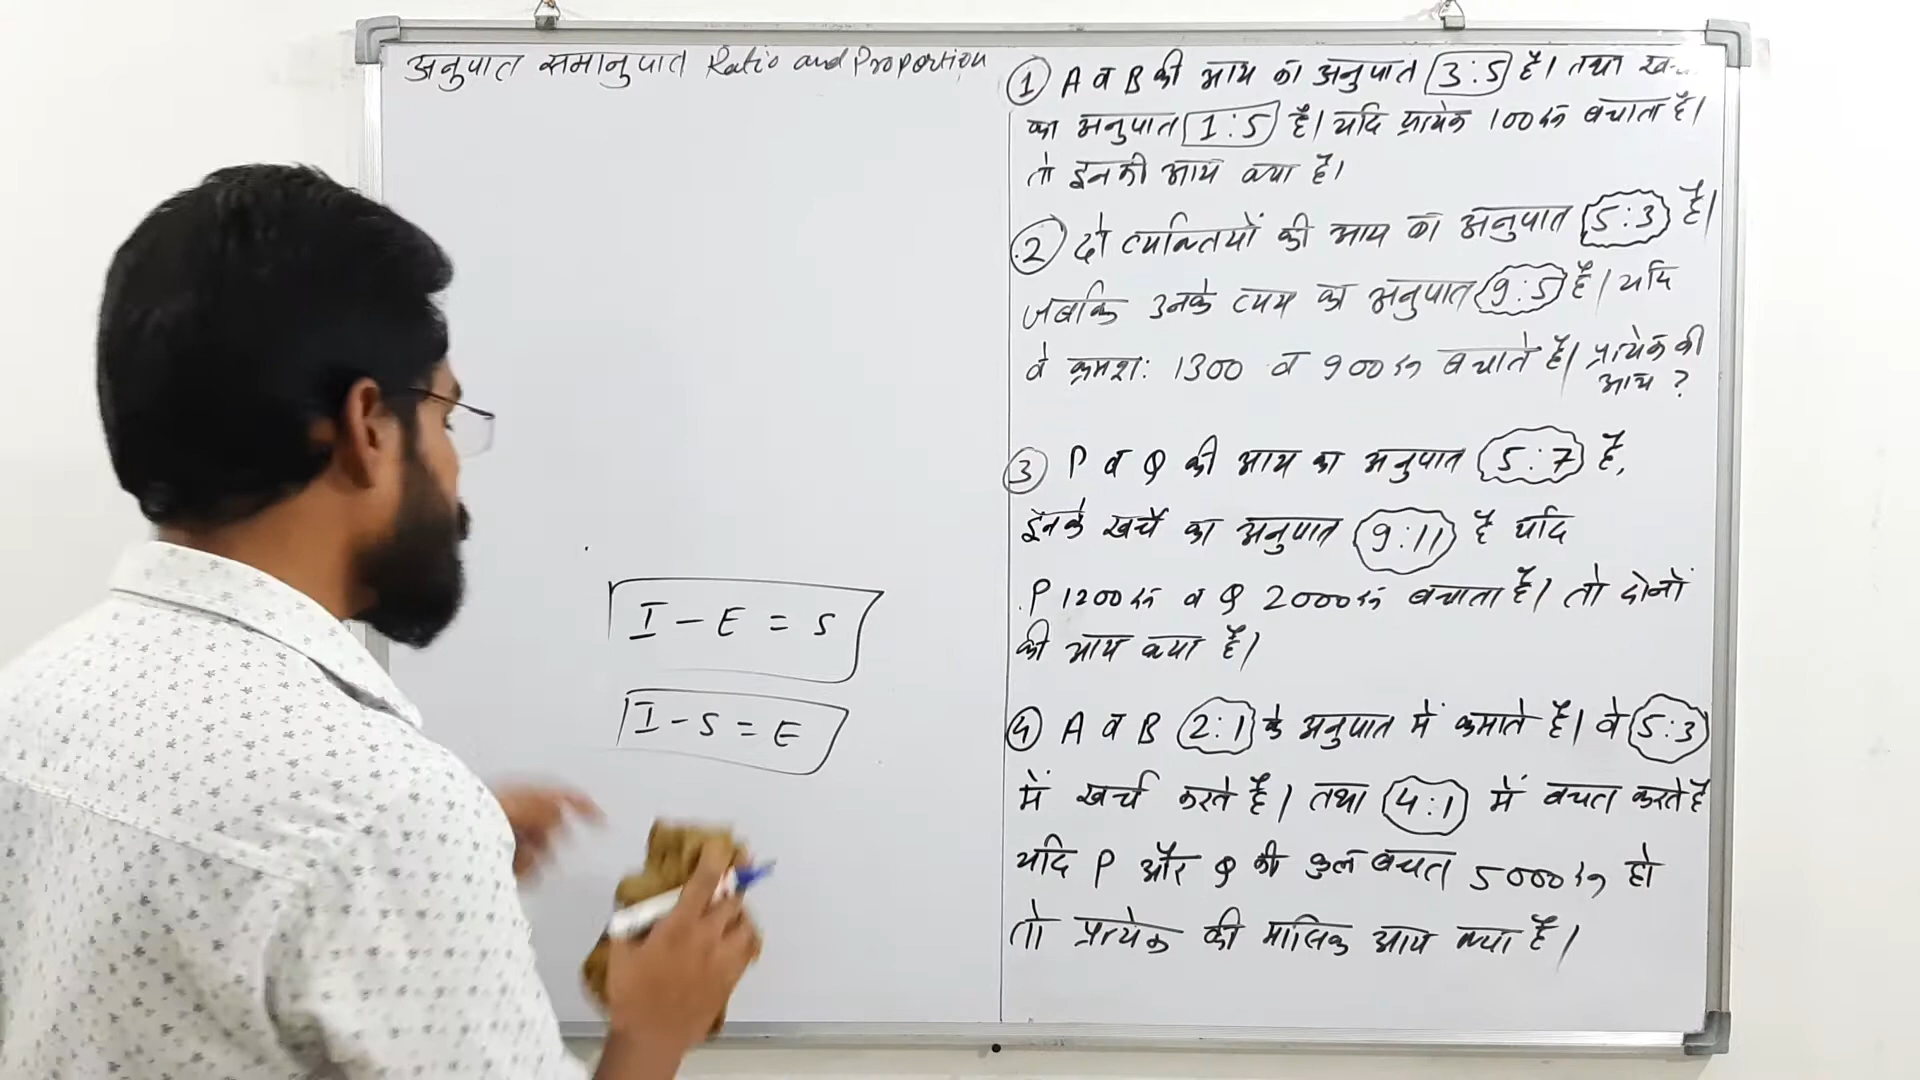 अनुपात समानुपात Ratio and Proportion
I - E = S
I - S = E
① A व B की आय का अनुपात 3:5 है। तथा
का अनुपात 1:5 है। यदि प्रत्येक 100 रू बचाता है।
तो इनकी आय क्या है।
② दो व्यक्तियों की आय का अनुपात 5:3 है।
जबकि उनके व्यय का अनुपात 9:5 है। यदि
वे क्रमश: 1300 व 900 रू बचाते है। प्रत्येक की
आय ?
③ P व Q की आय का अनुपात 5:7 है,
इनके खर्चे का अनुपात 9:11 है यदि
P 1200 रू व Q 2000 रू बचाता है। तो दोनों
की आय क्या है।
④ A व B 2:1 के अनुपात में कमाते है। वे 5:3
में खर्च करते है। तथा 4:1 में बचत करते है
यदि P और Q की कुल बचत 5000 रू हो
तो प्रत्येक की मासिक आय क्या है।